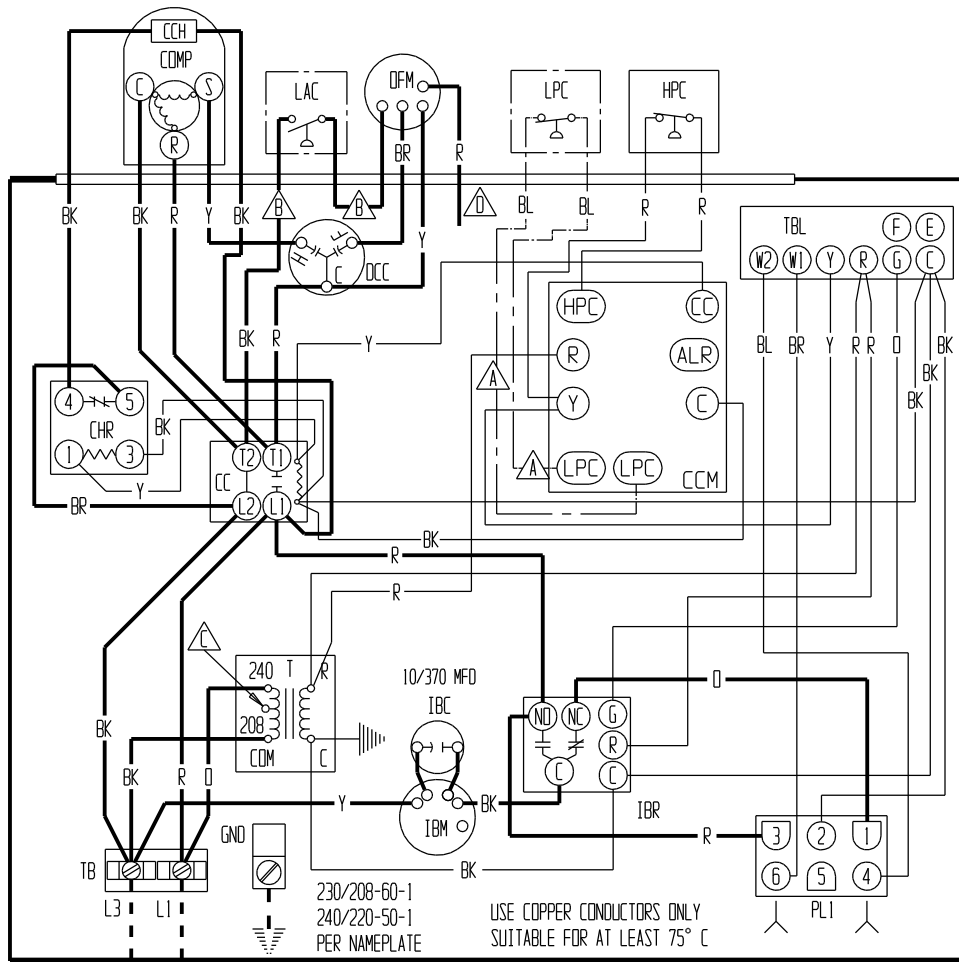 CCH
COMP
C S
R
LAC
OFM
LPC
HPC
BR
R
B
B
D
BL BL R R
BK BK R Y BK
Y
TBL
F E
W2 W1 Y R G C
H F
C
DCC
HPC CC
BK R
Y
R ALR
A
Y C
BL BR Y R R O BK
BK
BK
4 5
CHR
1 3
BK
Y
BR
T2 T1
CC
L2 L1
A
LPC LPC
CCM
BK
R
R
C
240 T R
208
COM C
10/370 MFD
IBC
IBM
O
NO NC G
R
C C
IBR
BK
BK R O
Y
BK
R
3 2 1
6 5 4
PL1
GND
TB
BK
L3 L1
230/208-60-1
240/220-50-1
PER NAMEPLATE
USE COPPER CONDUCTORS ONLY
SUITABLE FOR AT LEAST 75° C